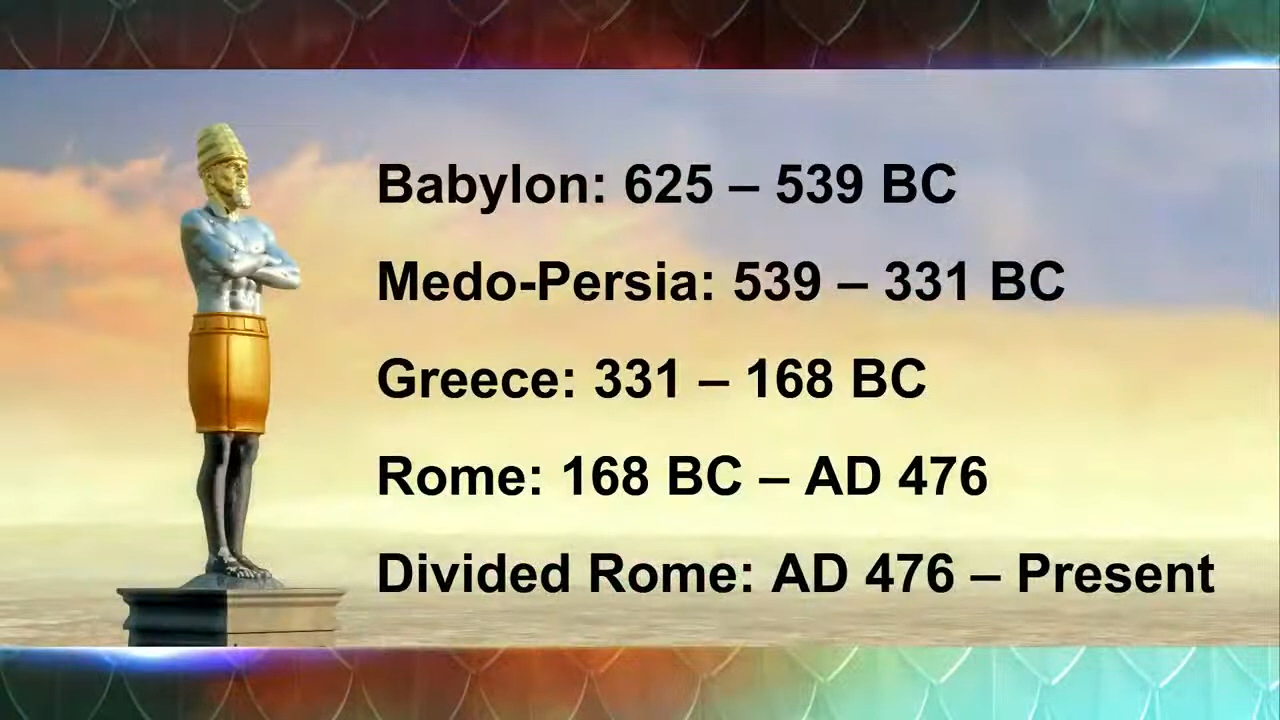 Babylon: 625 – 539 BC
Medo-Persia: 539 – 331 BC
Greece: 331 – 168 BC
Rome: 168 BC – AD 476
Divided Rome: AD 476 – Present